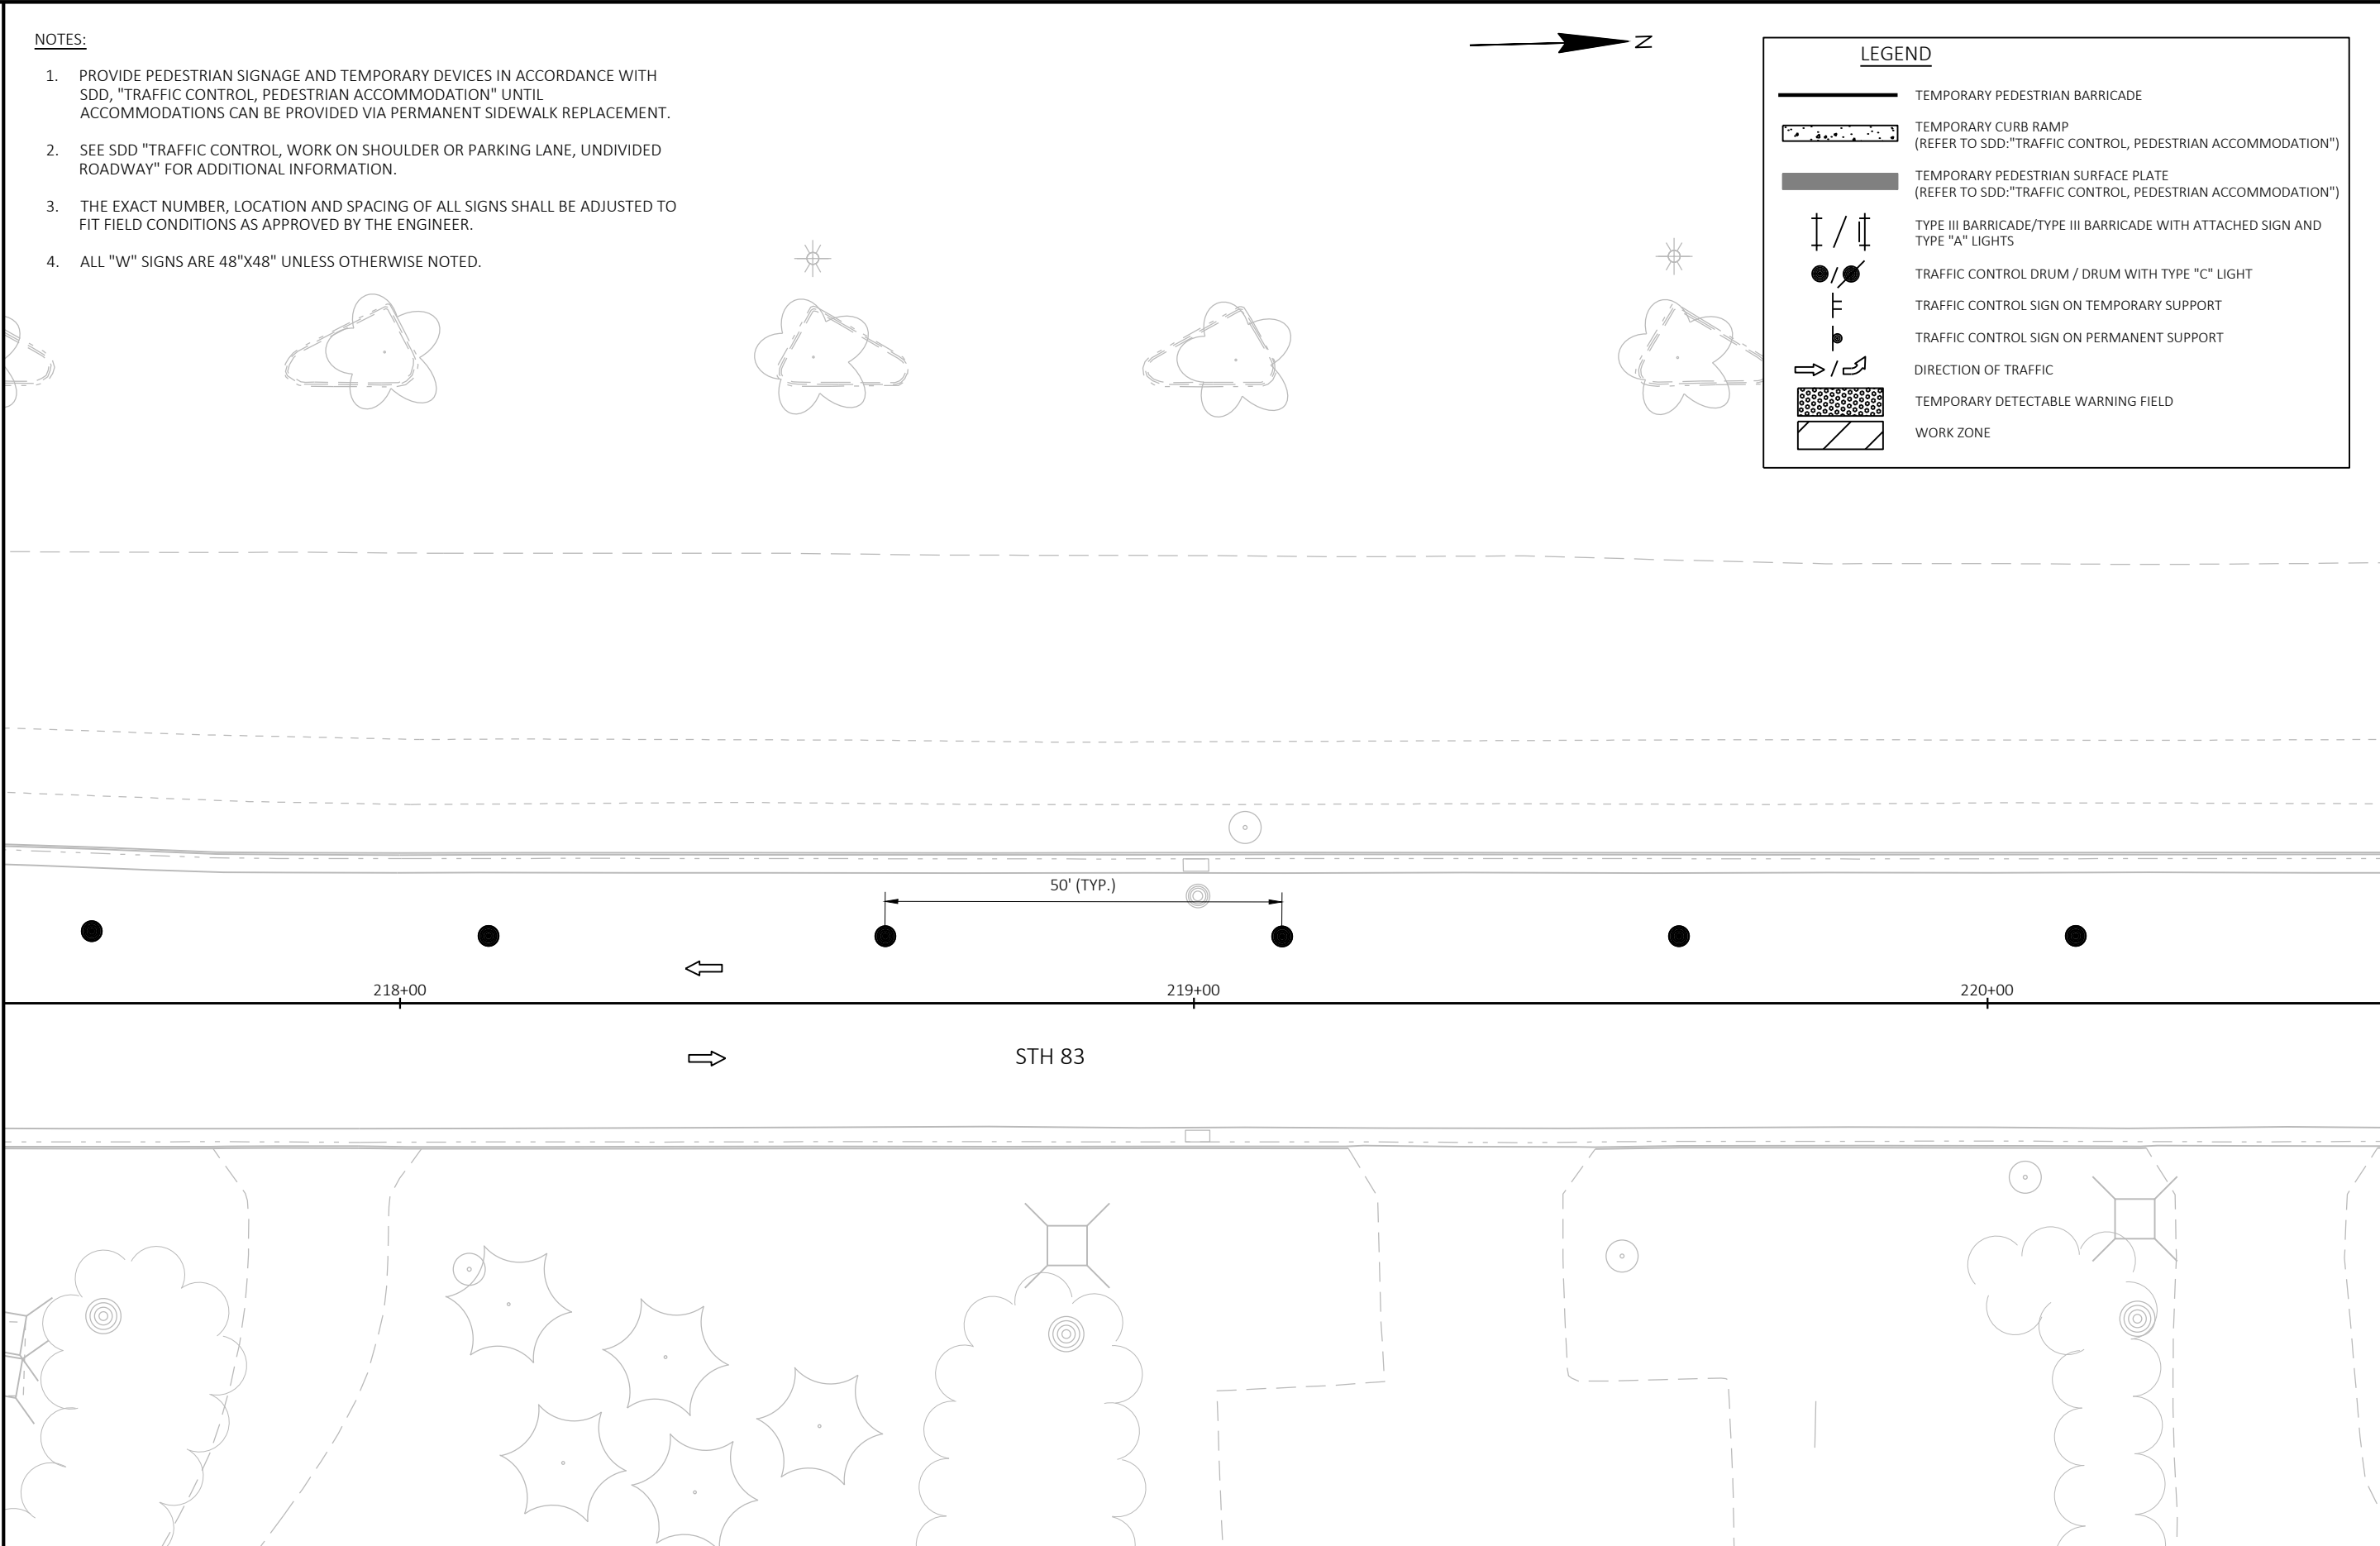 NOTES:
1. PROVIDE PEDESTRIAN SIGNAGE AND TEMPORARY DEVICES IN ACCORDANCE WITH
SDD, "TRAFFIC CONTROL, PEDESTRIAN ACCOMMODATION" UNTIL
ACCOMMODATIONS CAN BE PROVIDED VIA PERMANENT SIDEWALK REPLACEMENT.
2. SEE SDD "TRAFFIC CONTROL, WORK ON SHOULDER OR PARKING LANE, UNDIVIDED
ROADWAY" FOR ADDITIONAL INFORMATION.
3. THE EXACT NUMBER, LOCATION AND SPACING OF ALL SIGNS SHALL BE ADJUSTED TO
FIT FIELD CONDITIONS AS APPROVED BY THE ENGINEER.
4. ALL "W" SIGNS ARE 48"X48" UNLESS OTHERWISE NOTED.
N
LEGEND
TEMPORARY PEDESTRIAN BARRICADE
TEMPORARY CURB RAMP
(REFER TO SDD:"TRAFFIC CONTROL, PEDESTRIAN ACCOMMODATION")
TEMPORARY PEDESTRIAN SURFACE PLATE
(REFER TO SDD:"TRAFFIC CONTROL, PEDESTRIAN ACCOMMODATION")
TYPE III BARRICADE/TYPE III BARRICADE WITH ATTACHED SIGN AND
TYPE "A" LIGHTS
TRAFFIC CONTROL DRUM / DRUM WITH TYPE "C" LIGHT
TRAFFIC CONTROL SIGN ON TEMPORARY SUPPORT
TRAFFIC CONTROL SIGN ON PERMANENT SUPPORT
DIRECTION OF TRAFFIC
TEMPORARY DETECTABLE WARNING FIELD
WORK ZONE
50' (TYP.)
218+00
219+00
220+00
STH 83